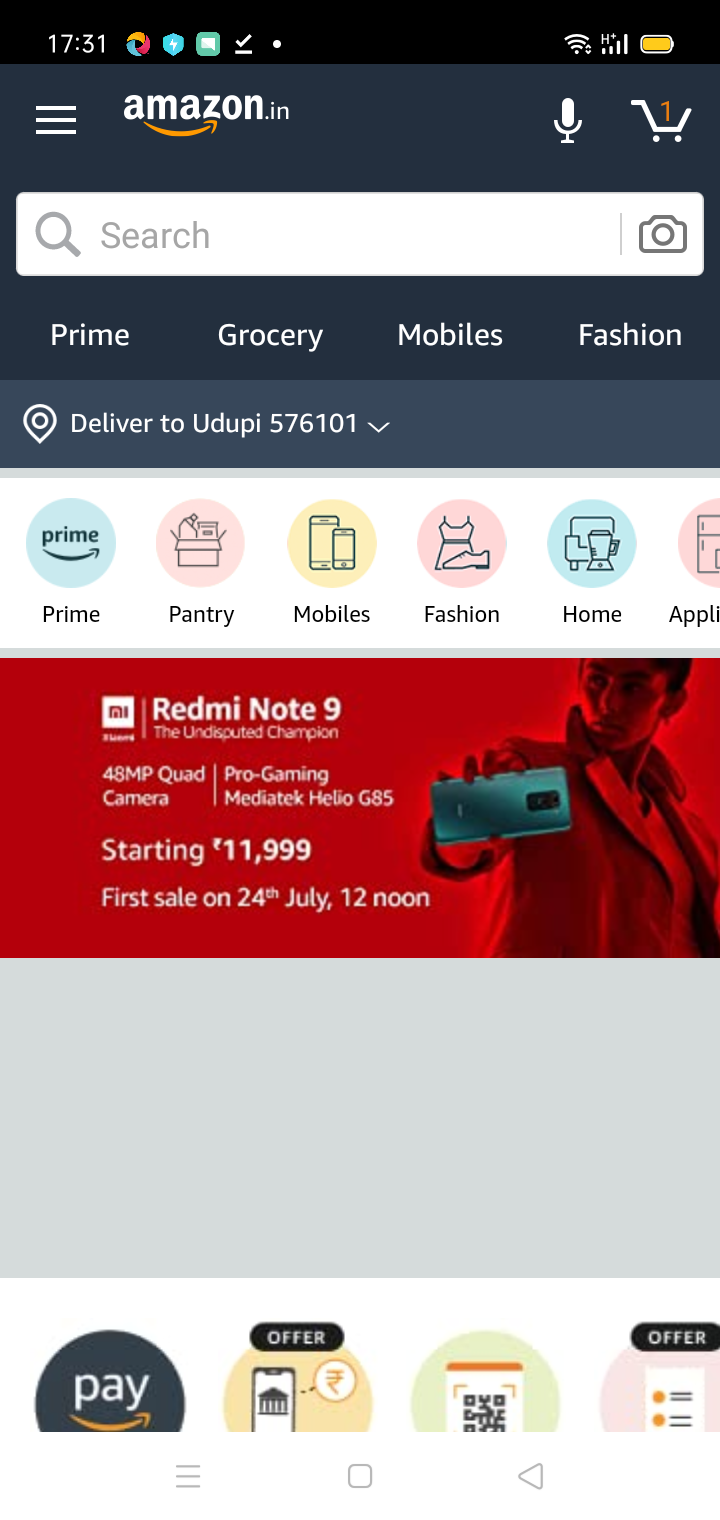 17:31
H+
amazon.in
1
Search
Prime Grocery Mobiles Fashion
Deliver to Udupi 576101
prime
Prime Pantry Mobiles Fashion Home Appli
mi Redmi Note 9
Xiaomi The Undisputed Champion
48MP Quad Pro-Gaming
Camera Mediatek Helio G85
Starting ₹11,999
First sale on 24th July, 12 noon
OFFER OFFER
pay ₹